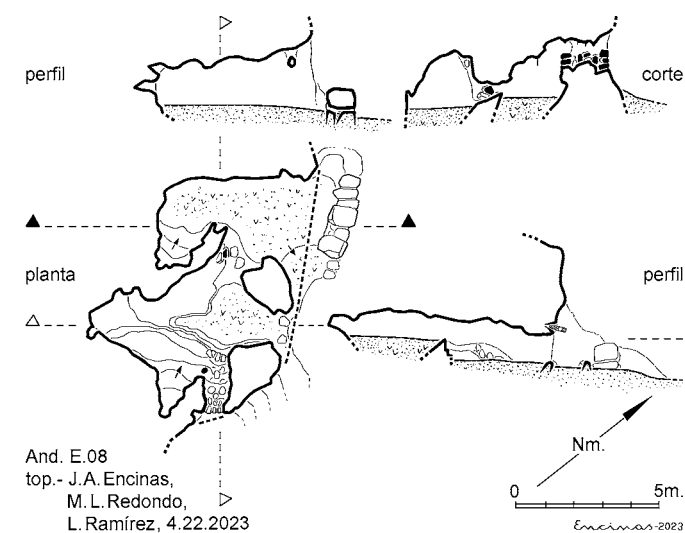 perfil
corte
planta
perfil
And. E.08
top.- J.A.Encinas,
M.L.Redondo,
L.Ramírez, 4.22.2023
Nm.
0 5m.
Encinas-2023